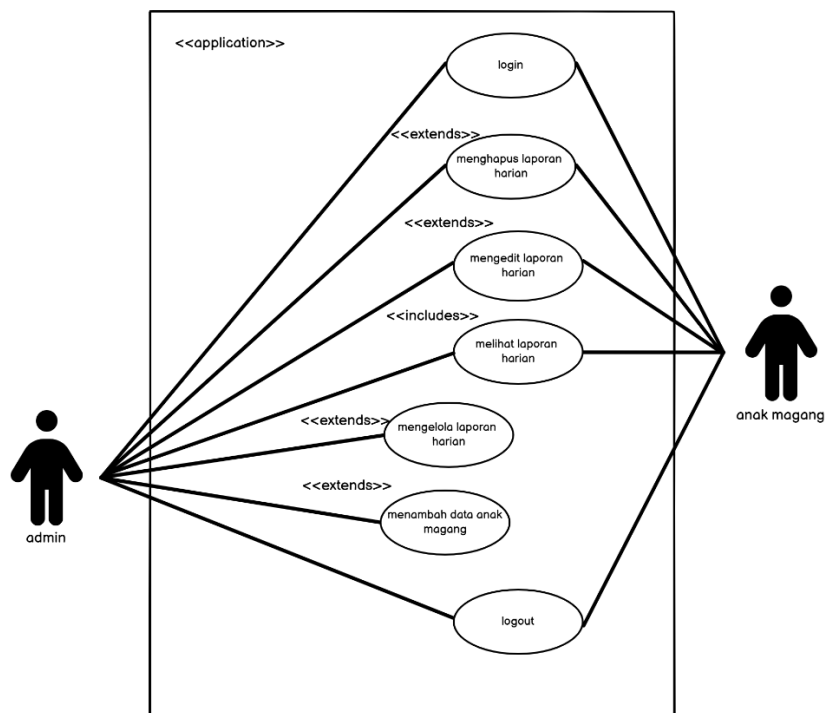 <<application>>
login
<<extends>>
menghapus laporan
harian
<<extends>>
mengedit laporan
harian
<<includes>>
melihat laporan
harian
anak magang
<<extends>>
mengelola laporan
harian
<<extends>>
menambah data anak
magang
admin
logout